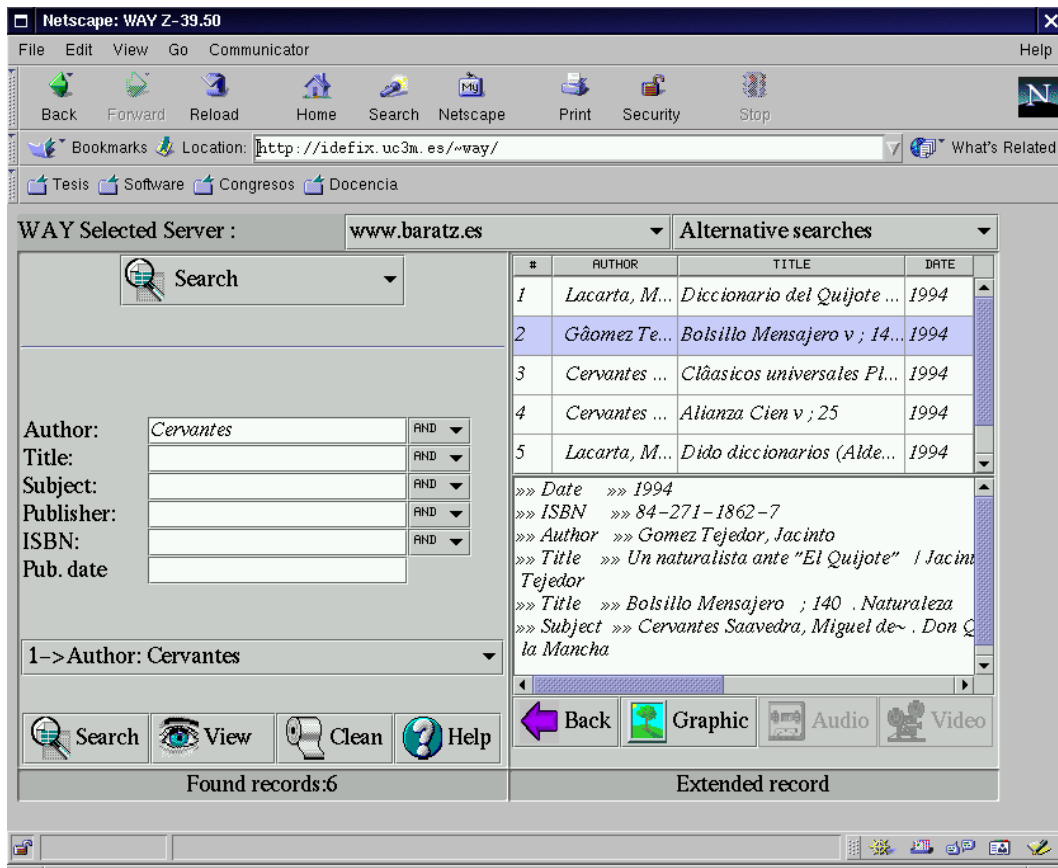 Netscape: WAY Z-39.50
File Edit View Go Communicator Help
Back Forward Reload Home Search My Netscape Print Security Stop N
Bookmarks Location: http://idefix.uc3m.es/~way/ What's Related
Tesis Software Congresos Docencia
WAY Selected Server : www.baratz.es Alternative searches
Search
# AUTHOR TITLE DATE
1 Lacarta, M... Diccionario del Quijote ... 1994
2 Gâomez Te... Bolsillo Mensajero v ; 14... 1994
3 Cervantes ... Clâasicos universales Pl... 1994
4 Cervantes ... Alianza Cien v ; 25 1994
5 Lacarta, M... Dido diccionarios (Alde... 1994
Author: Cervantes AND
Title: AND
Subject: AND
Publisher: AND
ISBN: AND
Pub. date
1->Author: Cervantes
»» Date »» 1994
»» ISBN »» 84-271-1862-7
»» Author »» Gomez Tejedor, Jacinto
»» Title »» Un naturalista ante "El Quijote" / Jacin
Tejedor
»» Title »» Bolsillo Mensajero ; 140 . Naturaleza
»» Subject »» Cervantes Saavedra, Miguel de~ . Don Q
la Mancha
Search View Clean Help
Back Graphic Audio Video
Found records:6
Extended record